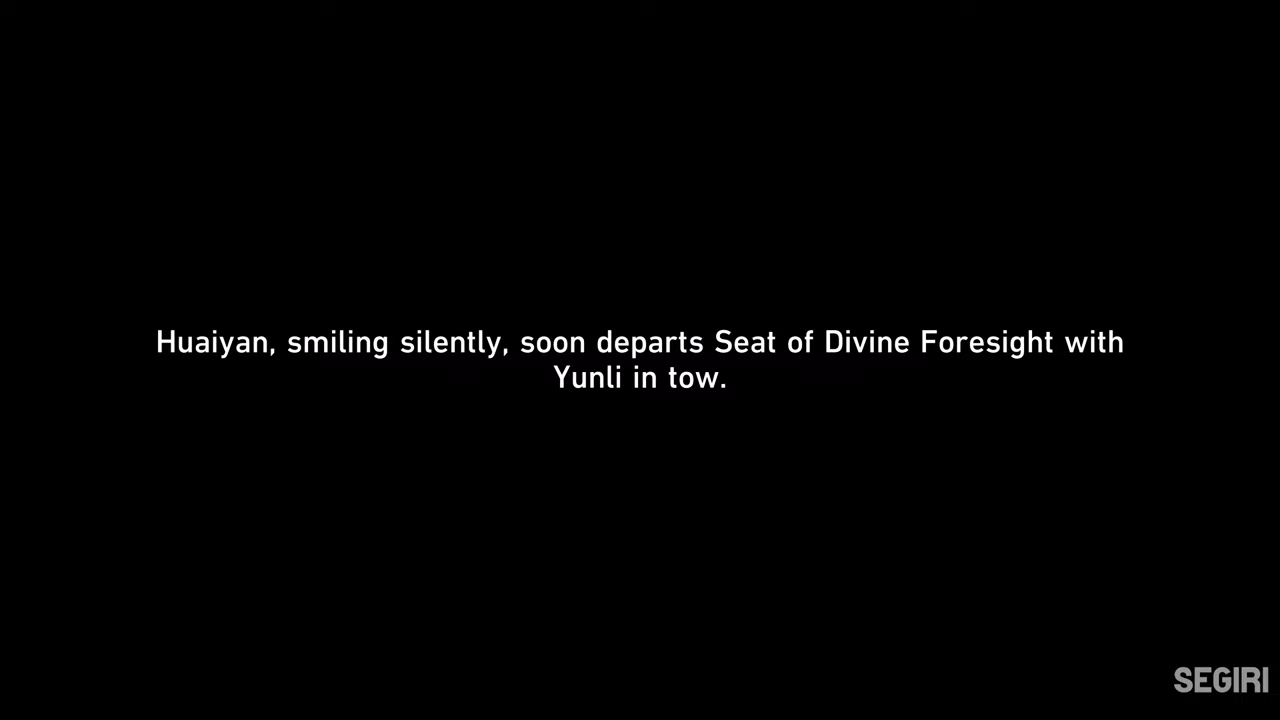 Huaiyan, smiling silently, soon departs Seat of Divine Foresight with
Yunli in tow.
SEGIRI